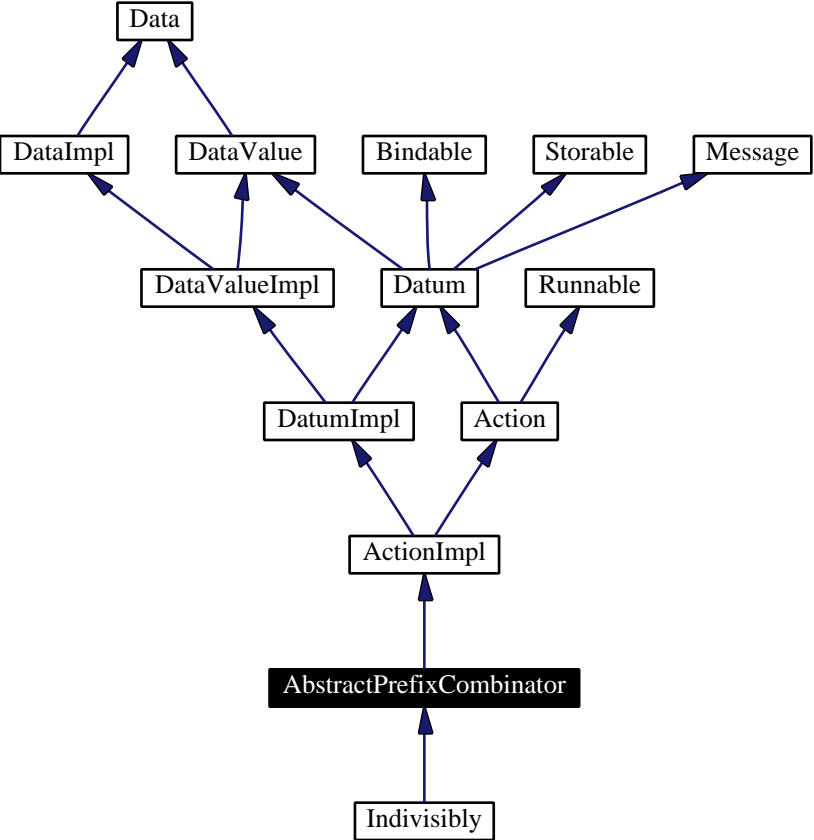 Data
DataImpl
DataValue
Bindable
Storable
Message
DataValueImpl
Datum
Runnable
DatumImpl
Action
ActionImpl
AbstractPrefixCombinator
Indivisibly